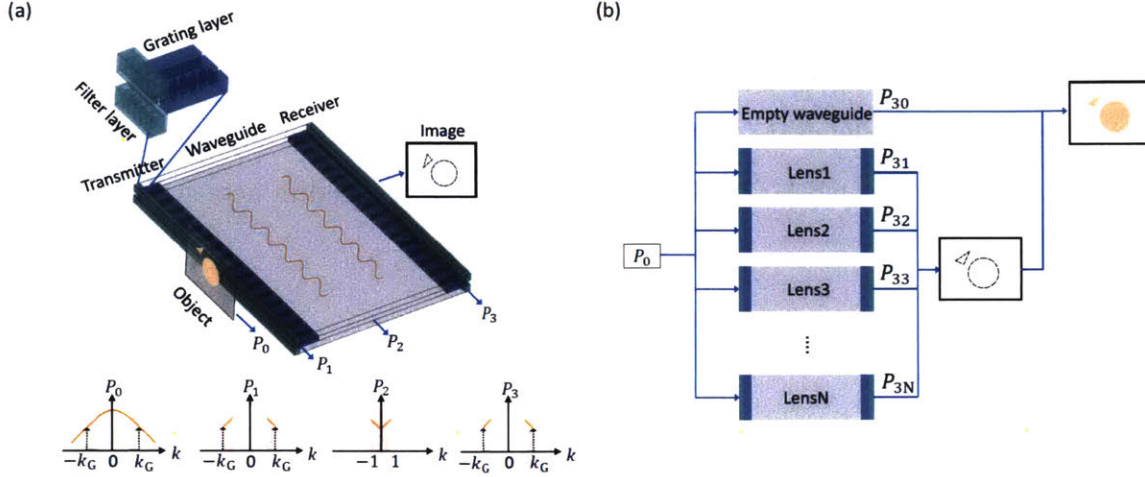 (a)
Grating layer
Filter layer
Transmitter
Waveguide
Receiver
Image
Object
P0
P1
P2
P3
P0
−kG 0 kG k
P1
−kG 0 kG k
P2
−1 1 k
P3
−kG 0 kG k
(b)
P0
Empty waveguide
P30
Lens1
P31
Lens2
P32
Lens3
P33
⋮
LensN
P3N